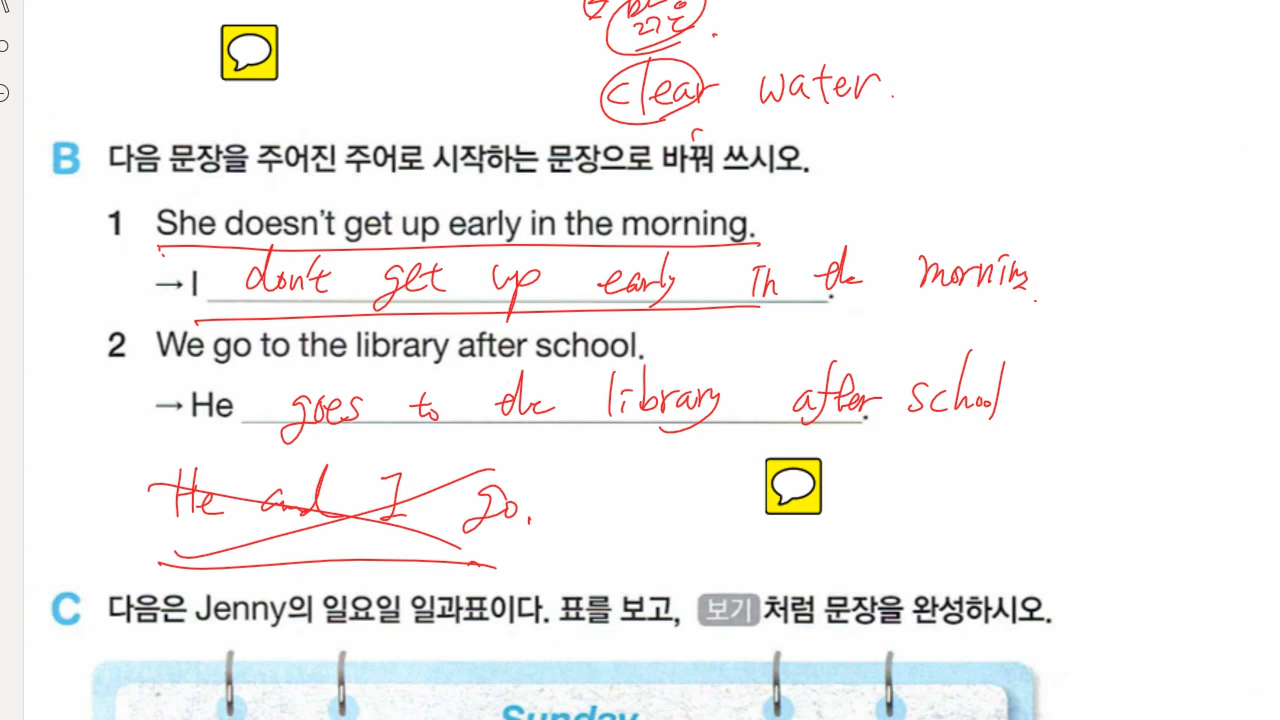 27은
clear water.
B 다음 문장을 주어진 주어로 시작하는 문장으로 바꿔 쓰시오.
1 She doesn't get up early in the morning.
→ I don't get up early In the morning.
2 We go to the library after school.
→ He goes to the library after school.
He and I go.
C 다음은 Jenny의 일요일 일과표이다. 표를 보고, 보기 처럼 문장을 완성하시오.
Sunday